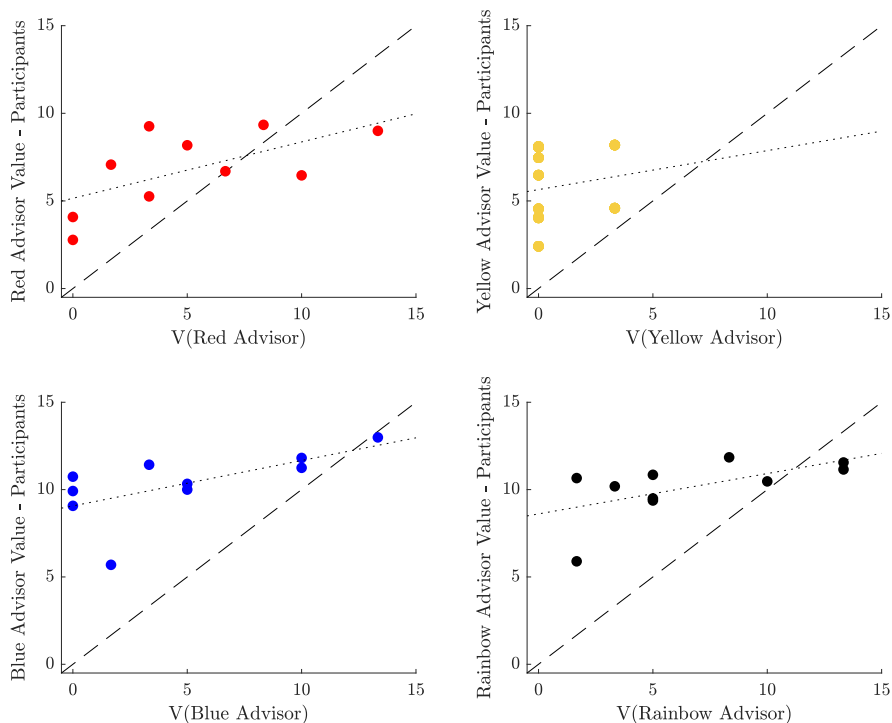 Red Advisor Value - Participants
15
10
5
0
0 5 10 15
V(Red Advisor)
Yellow Advisor Value - Participants
15
10
5
0
0 5 10 15
V(Yellow Advisor)
Blue Advisor Value - Participants
15
10
5
0
0 5 10 15
V(Blue Advisor)
Rainbow Advisor Value - Participants
15
10
5
0
0 5 10 15
V(Rainbow Advisor)